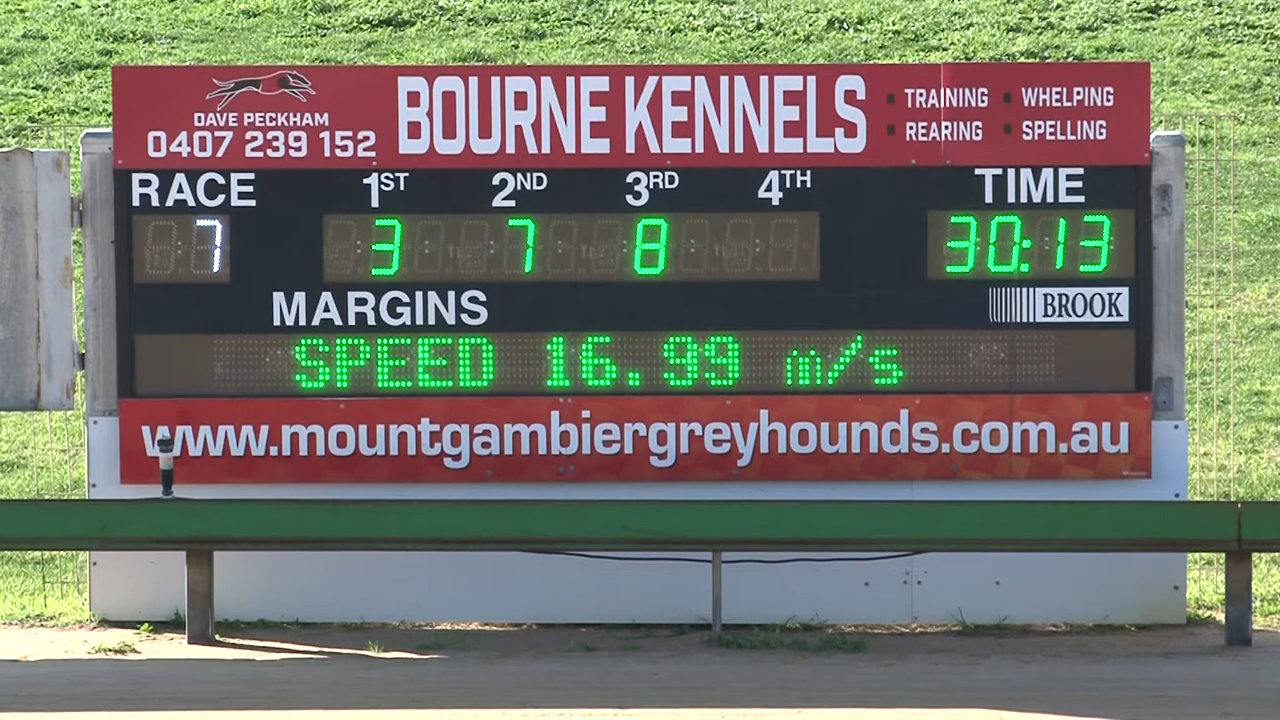 DAVE PECKHAM
0407 239 152
BOURNE KENNELS
TRAINING
WHELPING
REARING
SPELLING
RACE 1ST 2ND 3RD 4TH TIME
7 3 7 8 30:13
MARGINS
BROOK
SPEED 16.99 m/s
www.mountgambiergreyhounds.com.au